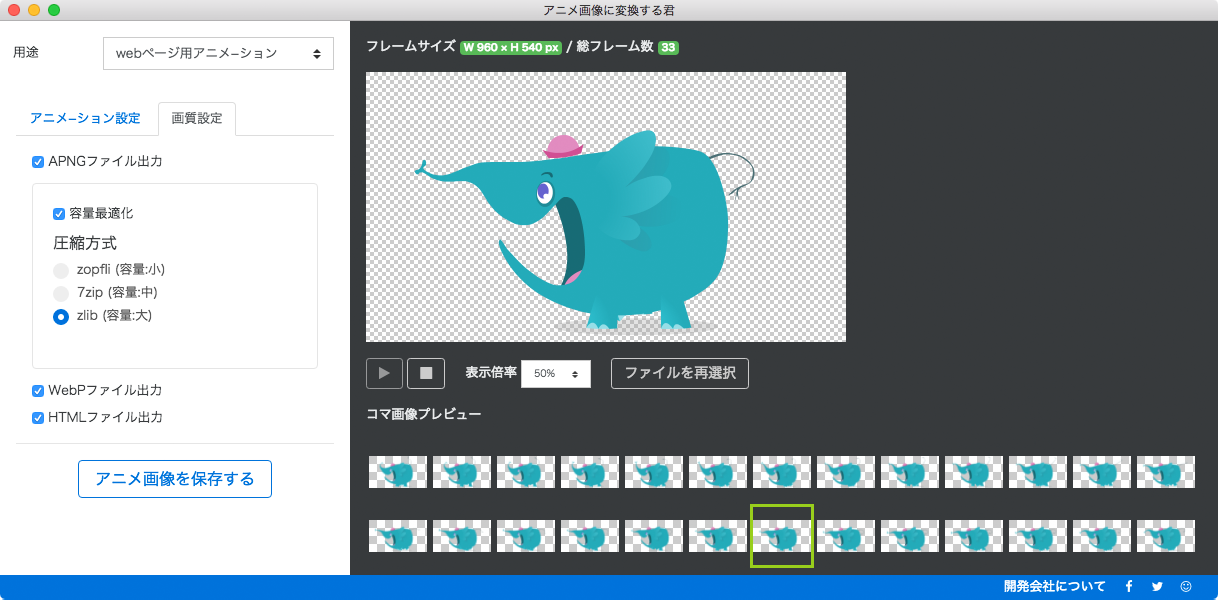 アニメ画像に変換する君
用途
webページ用アニメーション
アニメーション設定
画質設定
APNGファイル出力
容量最適化
圧縮方式
zopfli (容量:小)
7zip (容量:中)
zlib (容量:大)
WebPファイル出力
HTMLファイル出力
アニメ画像を保存する
フレームサイズ W 960 × H 540 px / 総フレーム数 33
表示倍率 50% ファイルを再選択
コマ画像プレビュー
開発会社について